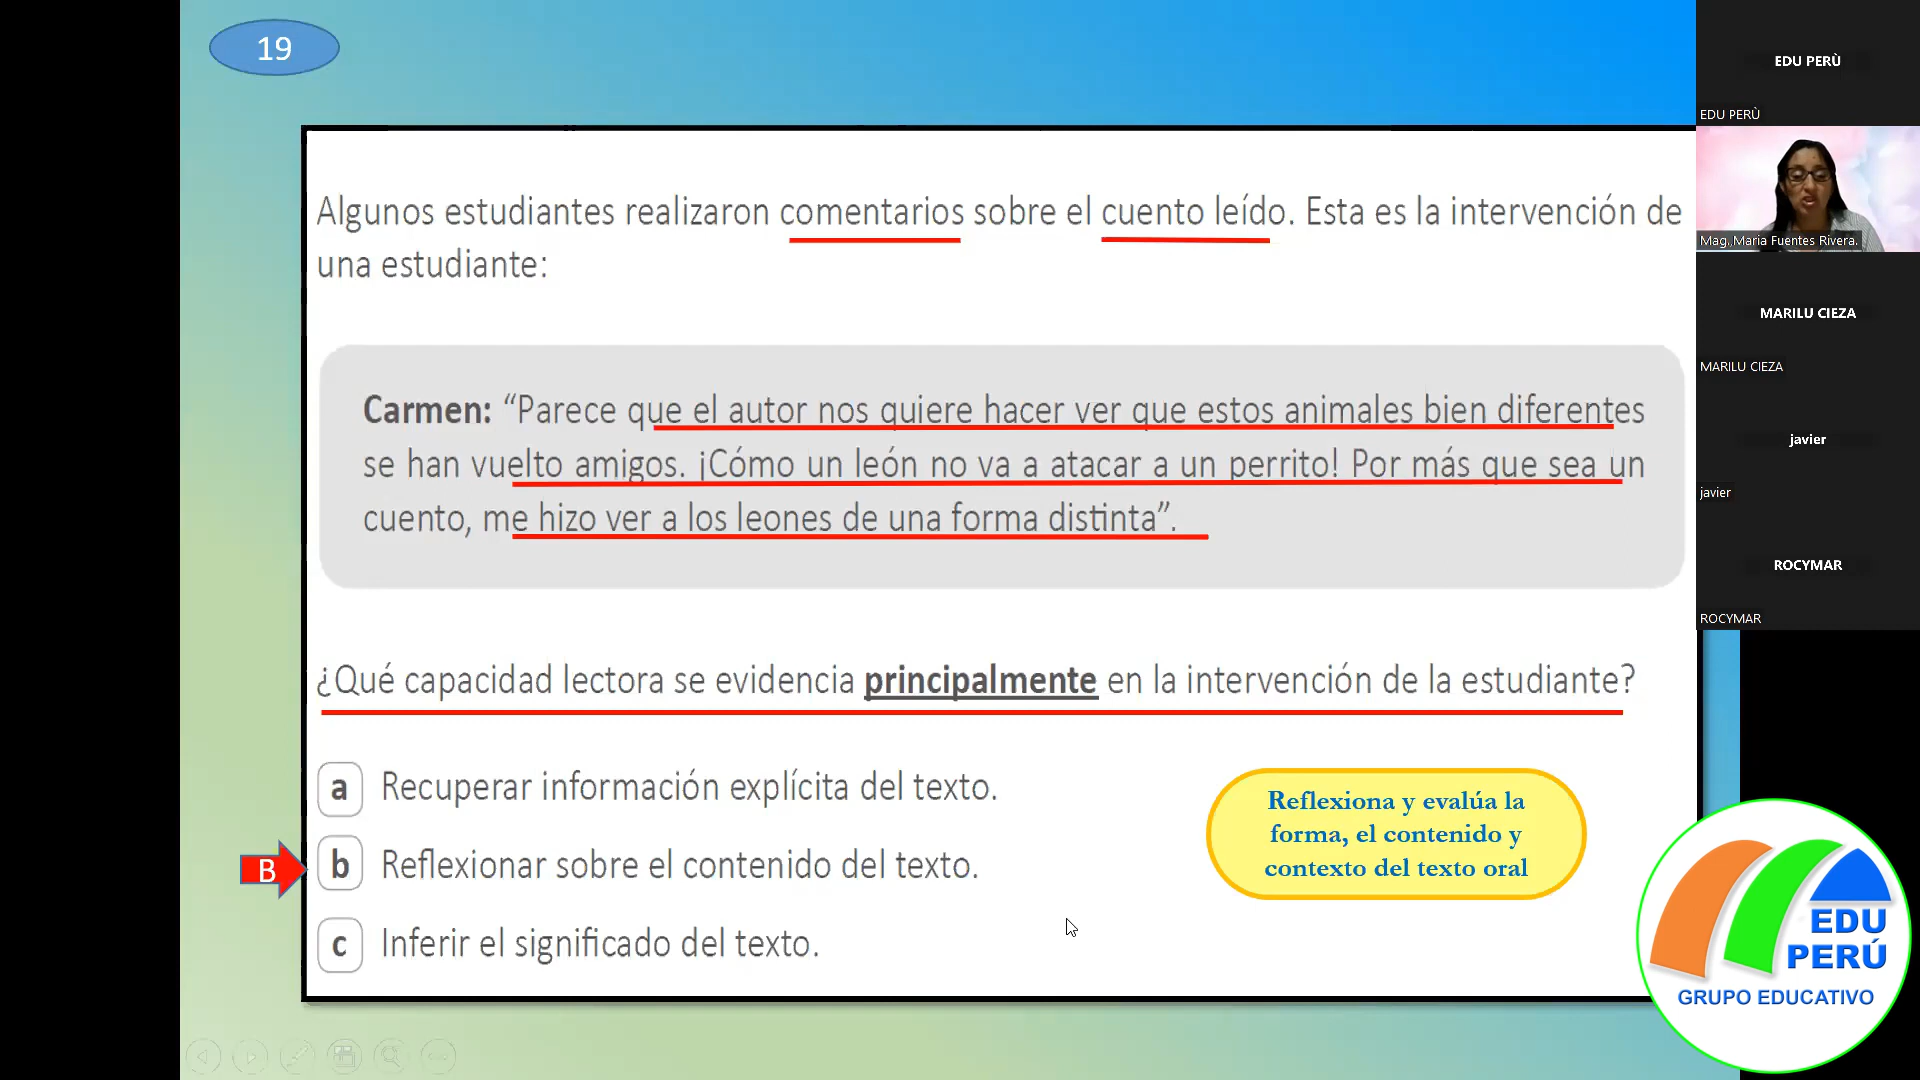 19
Algunos estudiantes realizaron comentarios sobre el cuento leído. Esta es la intervención de
una estudiante:
Carmen: “Parece que el autor nos quiere hacer ver que estos animales bien diferentes
se han vuelto amigos. ¡Cómo un león no va a atacar a un perrito! Por más que sea un
cuento, me hizo ver a los leones de una forma distinta”.
¿Qué capacidad lectora se evidencia principalmente en la intervención de la estudiante?
a Recuperar información explícita del texto.
B b Reflexionar sobre el contenido del texto.
c Inferir el significado del texto.
Reflexiona y evalúa la
forma, el contenido y
contexto del texto oral
EDU PERÙ
EDU PERÙ
Mag. Maria Fuentes Rivera.
MARILU CIEZA
MARILU CIEZA
javier
javier
ROCYMAR
ROCYMAR
EDU
PERÚ
GRUPO EDUCATIVO